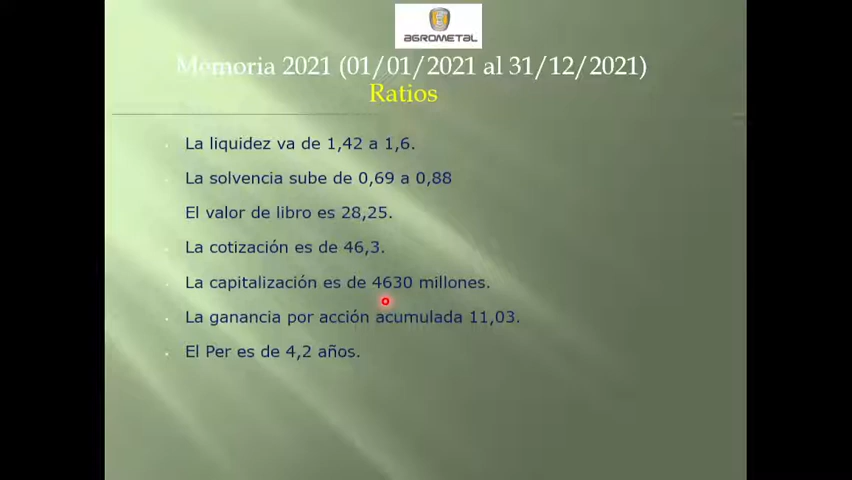 AGROMETAL
Memoria 2021 (01/01/2021 al 31/12/2021)
Ratios
La liquidez va de 1,42 a 1,6.
La solvencia sube de 0,69 a 0,88
El valor de libro es 28,25.
La cotización es de 46,3.
La capitalización es de 4630 millones.
La ganancia por acción acumulada 11,03.
El Per es de 4,2 años.